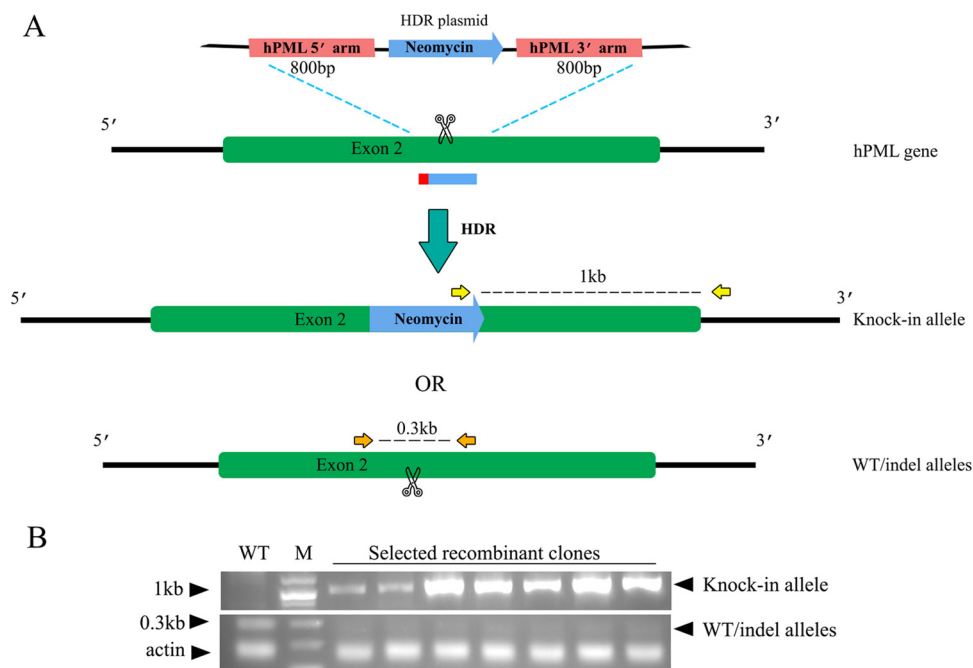 A
HDR plasmid
hPML 5′ arm
Neomycin
hPML 3′ arm
800bp
800bp
5′
3′
Exon 2
hPML gene
HDR
1kb
5′
3′
Exon 2
Neomycin
Knock-in allele
OR
0.3kb
5′
3′
Exon 2
WT/indel alleles
B
WT
M
Selected recombinant clones
1kb
Knock-in allele
0.3kb
WT/indel alleles
actin